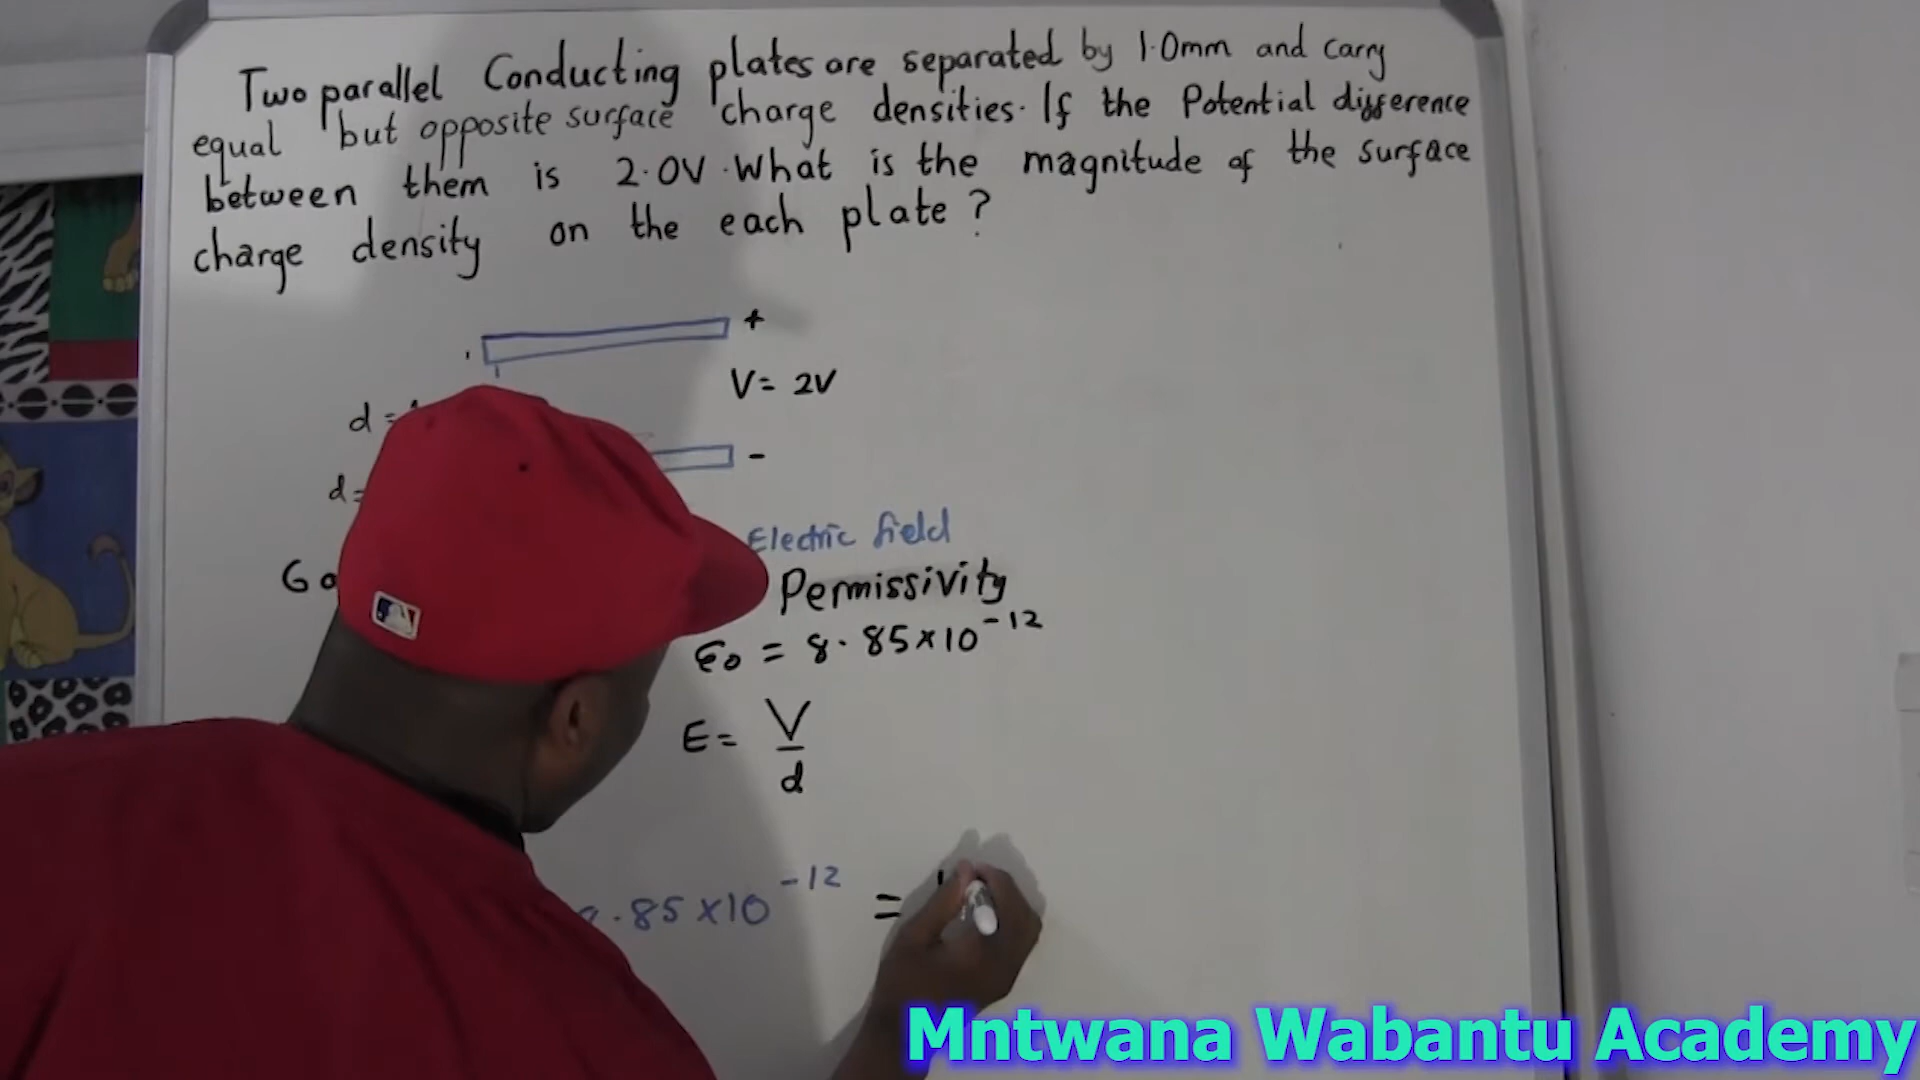 Two parallel Conducting plates are separated by 1.0mm and carry
equal but opposite surface charge densities. If the Potential difference
between them is 2.0V. What is the magnitude of the surface
charge density on the each plate?
+
V = 2V
d =
-
d =
Electric field
Permissivity
ε0 = 8.85×10⁻¹²
E = V/d
.85×10⁻¹² =
Mntwana Wabantu Academy